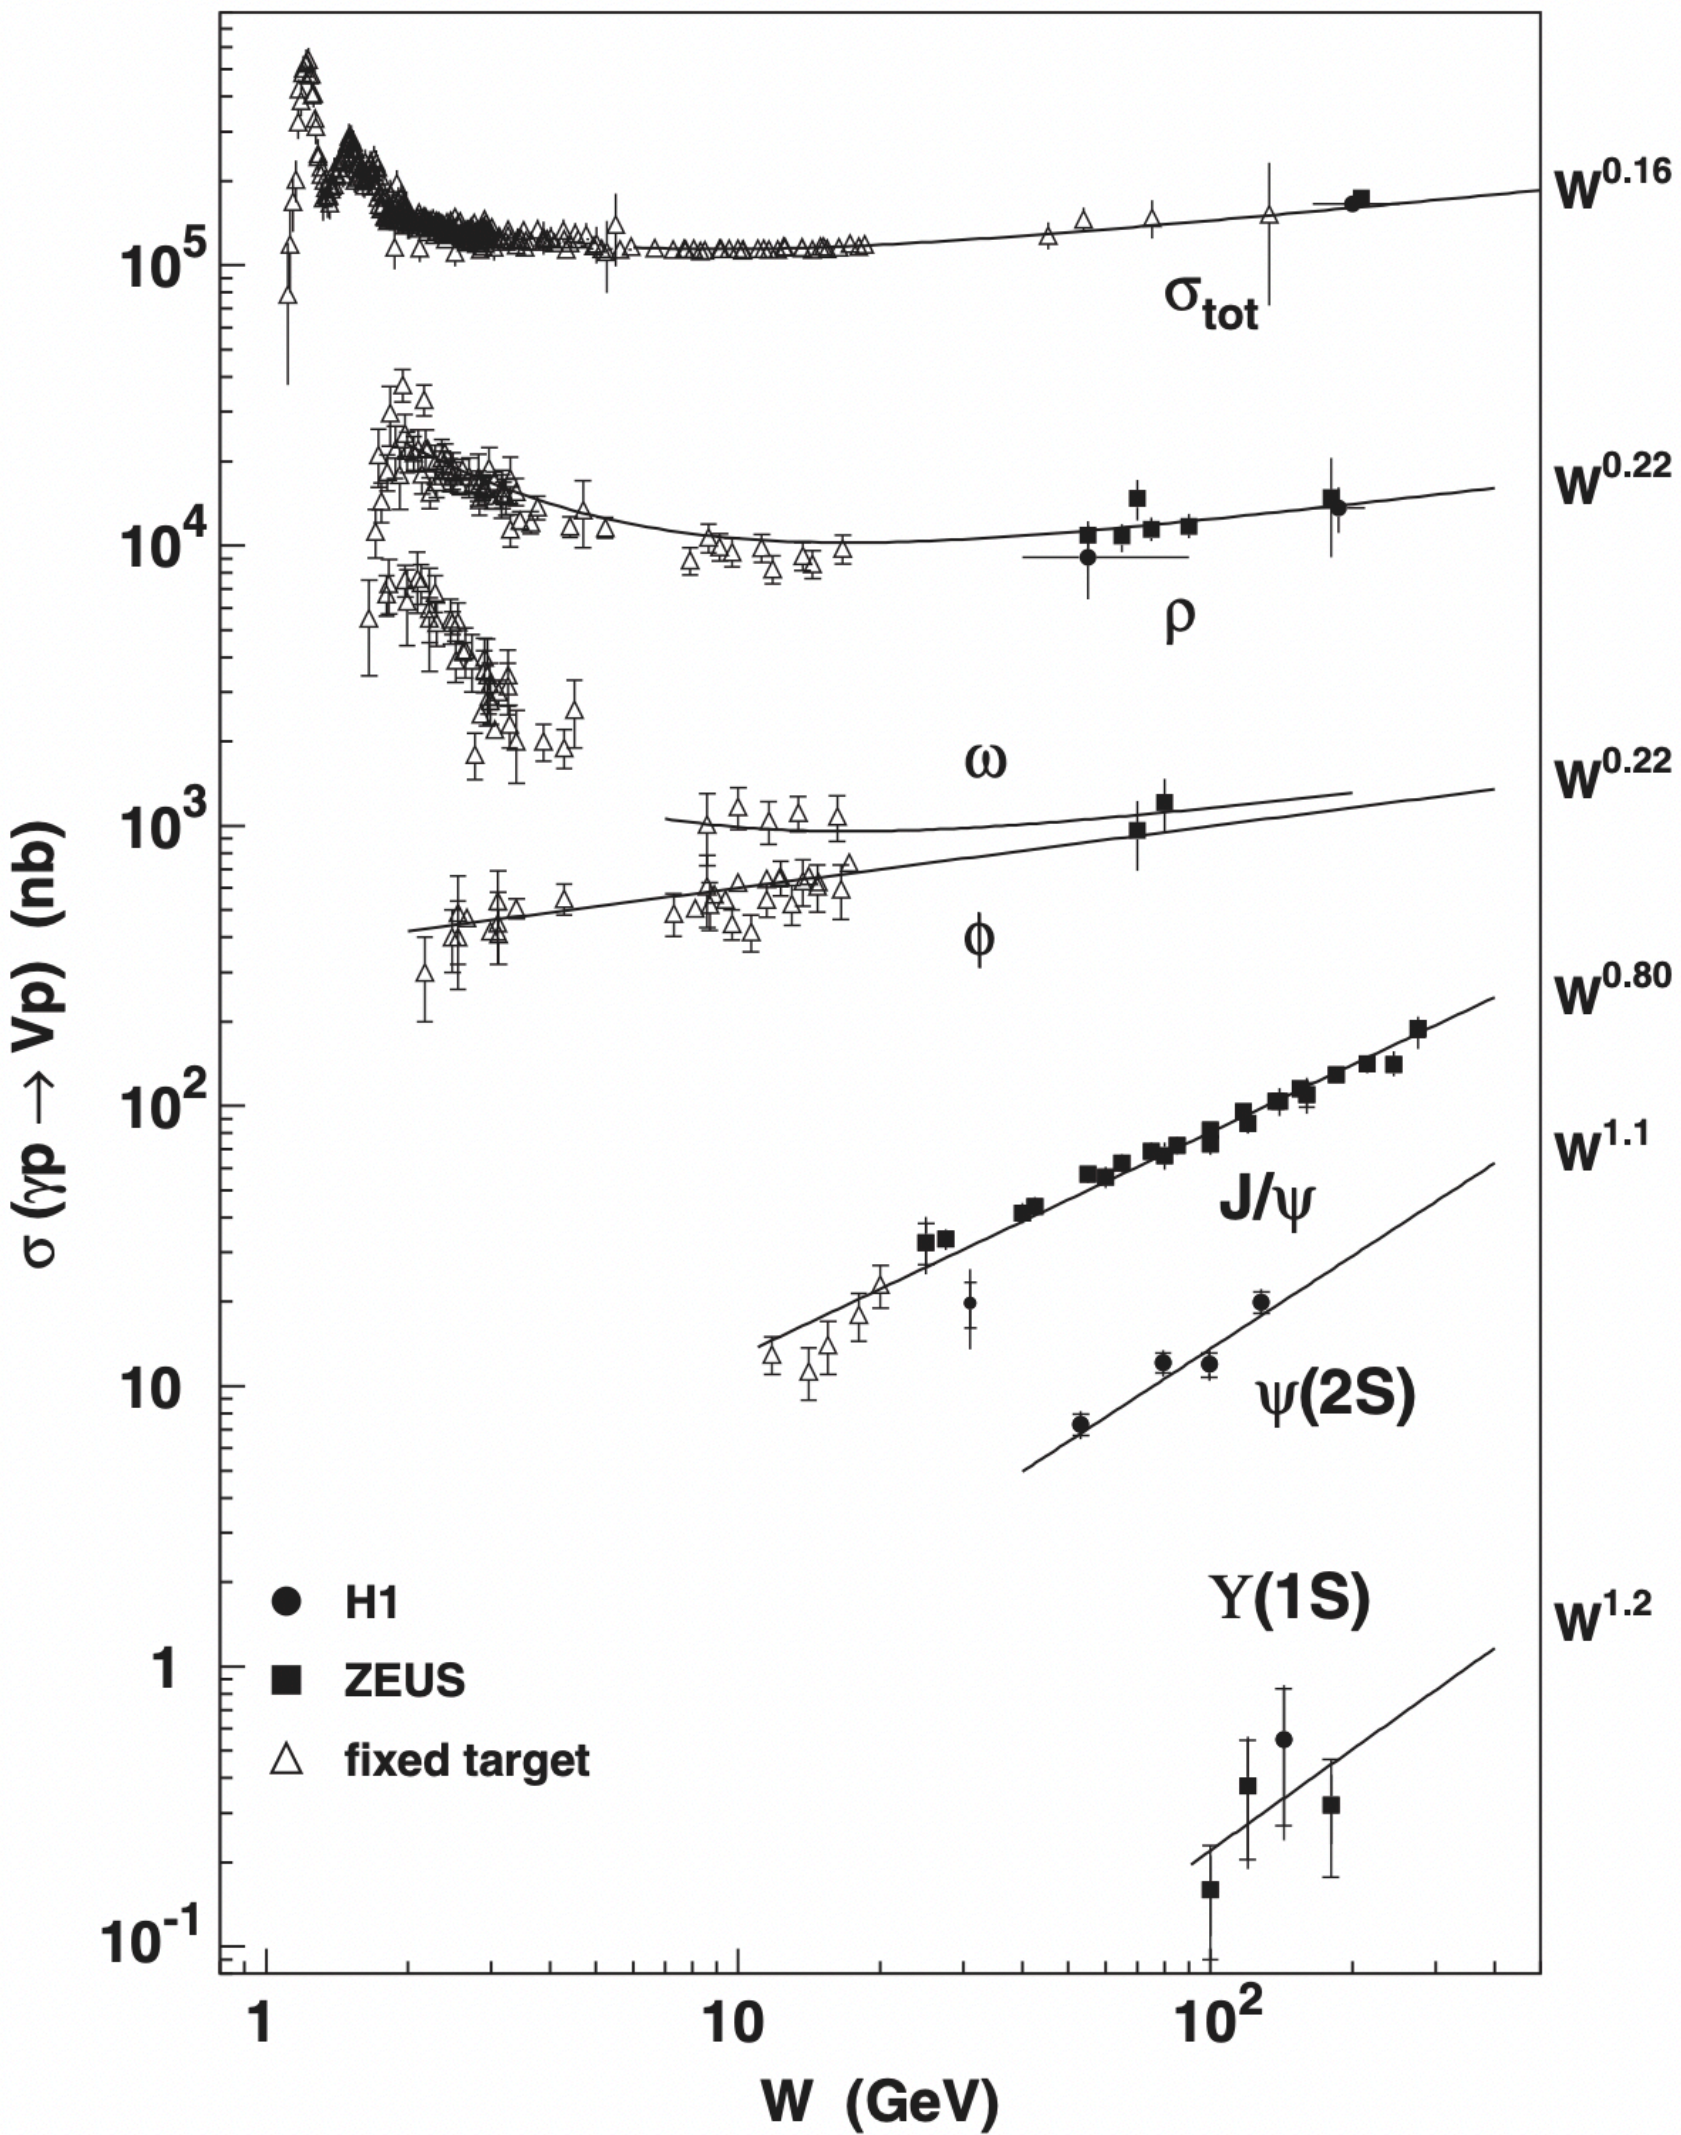 W^0.16
10^5
σ_tot
W^0.22
10^4
ρ
W^0.22
ω
10^3
ϕ
W^0.80
10^2
W^1.1
J/ψ
10
ψ(2S)
σ (γp → Vp) (nb)
Υ(1S)
H1
W^1.2
1
ZEUS
fixed target
10^-1
1 10 10^2
W (GeV)